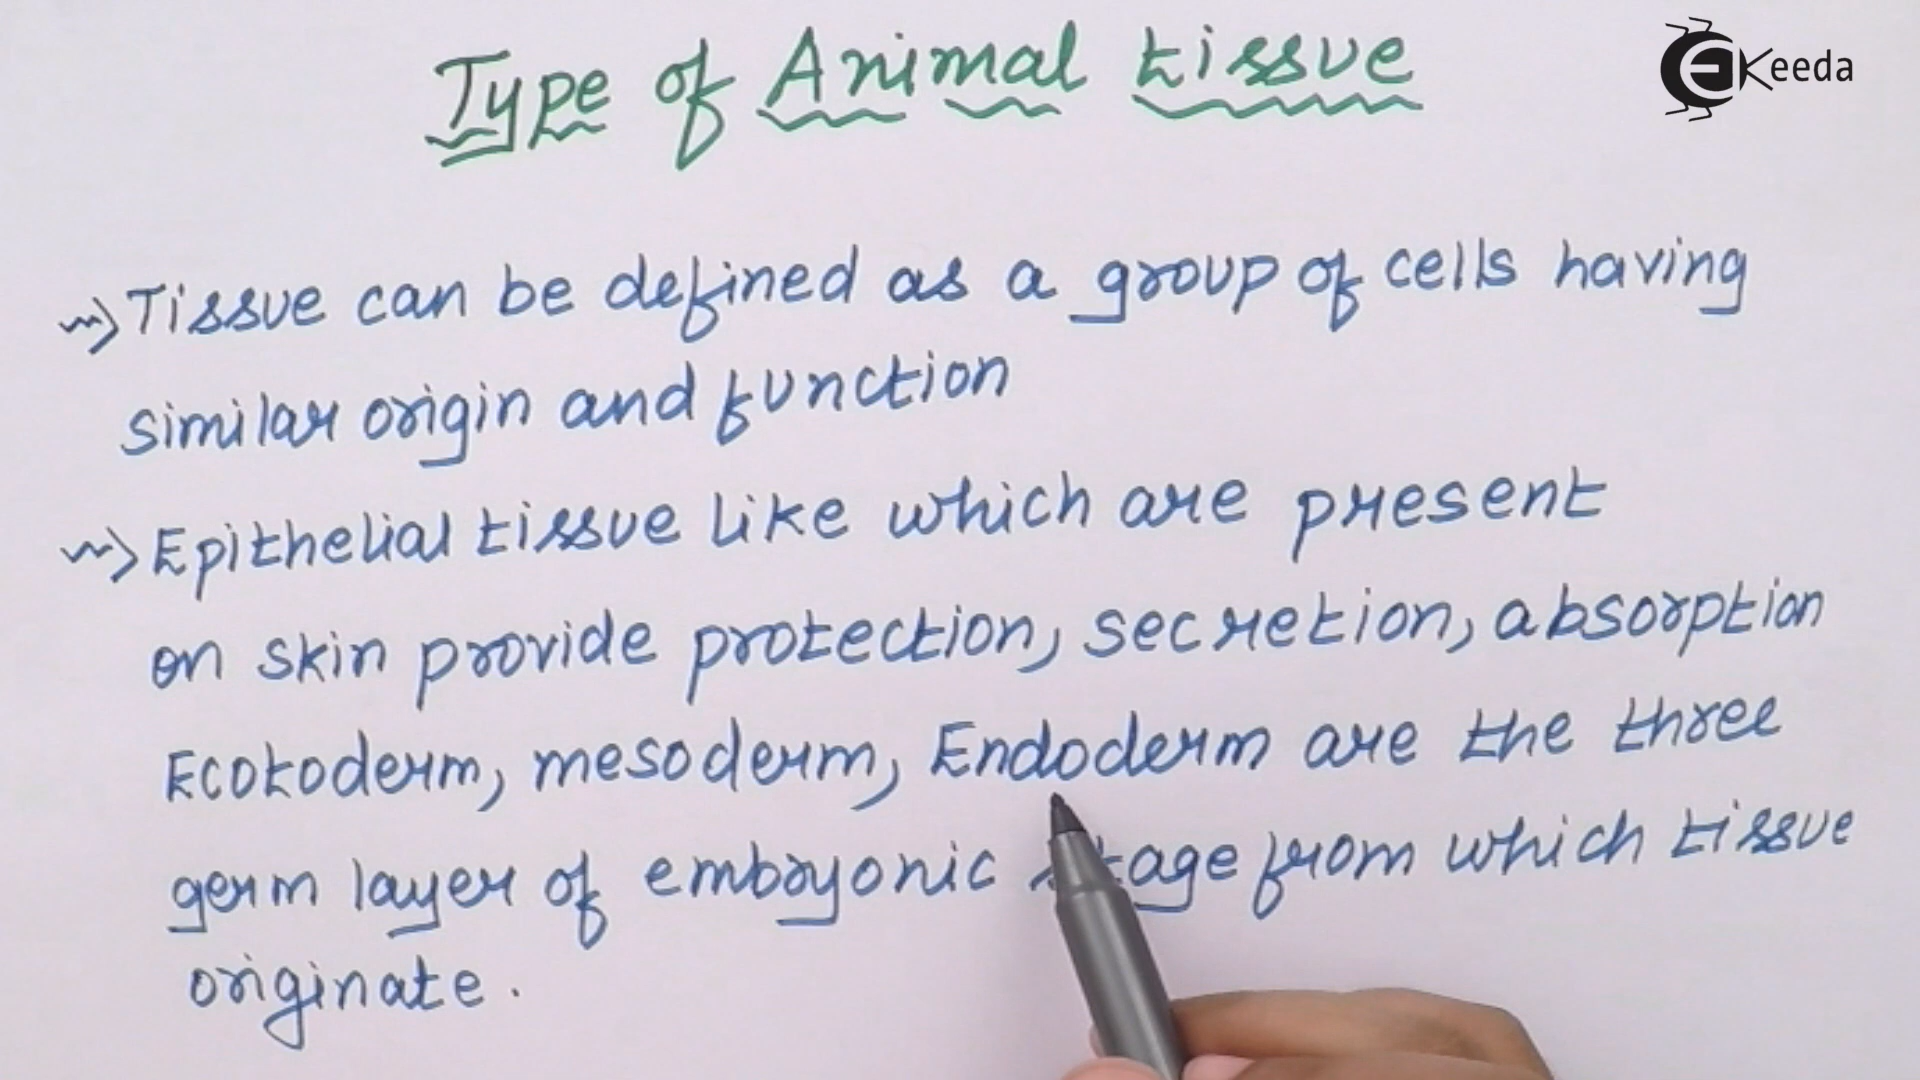 Type of Animal tissue
EKeeda
Tissue can be defined as a group of cells having
similar origin and function
Epithelial tissue like which are present
on skin provide protection, secretion, absorption
Ecotoderm, mesoderm, Endoderm are the three
germ layer of embryonic stage from which tissue
originate.